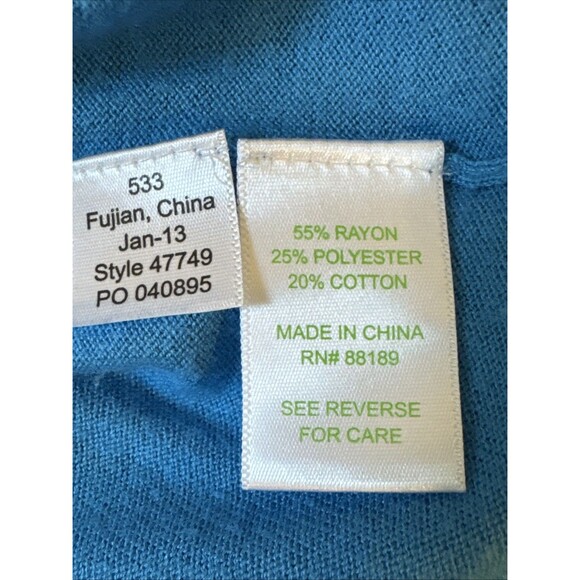 533
Fujian, China
Jan-13
Style 47749
PO 040895
55% RAYON
25% POLYESTER
20% COTTON
MADE IN CHINA
RN# 88189
SEE REVERSE
FOR CARE